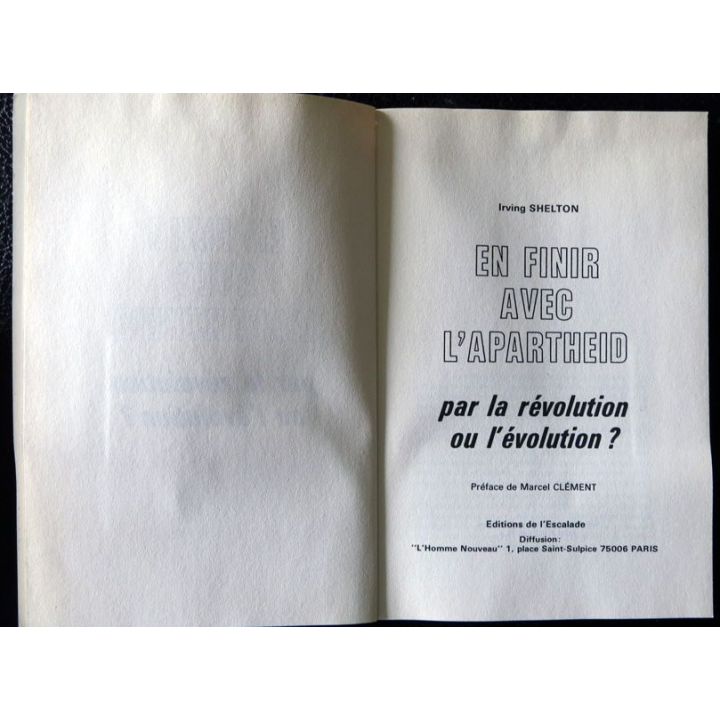 Irving SHELTON
EN FINIR
AVEC
L'APARTHEID
par la révolution
ou l'évolution ?
Préface de Marcel CLÉMENT
Editions de l'Escalade
Diffusion:
"L'Homme Nouveau" 1, place Saint-Sulpice 75006 PARIS